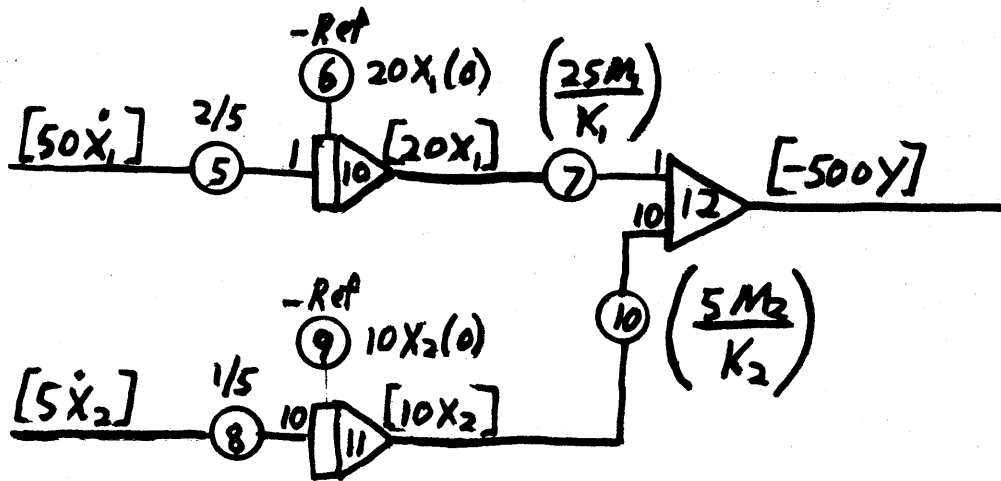 -Ref
6 20X₁(0) (25M₁/K₁)
[50Ẋ₁] 2/5 5 1 10 [20X₁] 7 1
10 12 [-500Y]
-Ref
9 10X₂(0) 10 (5M₂/K₂)
[5Ẋ₂] 1/5 8 10 11 [10X₂]